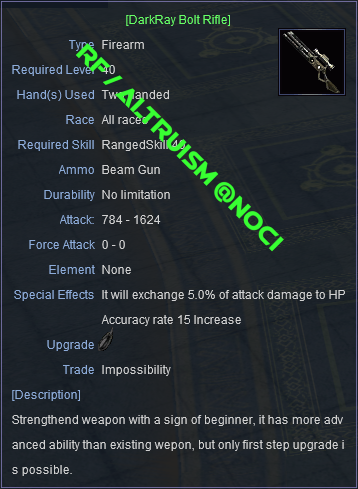 [DarkRay Bolt Rifle]
Type Firearm
Required Level 40
Hand(s) Used Two Handed
Race All races
Required Skill RangedSkill 40
Ammo Beam Gun
Durability No limitation
Attack: 784 - 1624
Force Attack 0 - 0
Element None
Special Effects It will exchange 5.0% of attack damage to HP
Accuracy rate 15 Increase
Upgrade
Trade Impossibility
[Description]
Strengthend weapon with a sign of beginner, it has more adv
anced ability than existing wepon, but only first step upgrade i
s possible.
RP/ ALTRUISM @NOCI